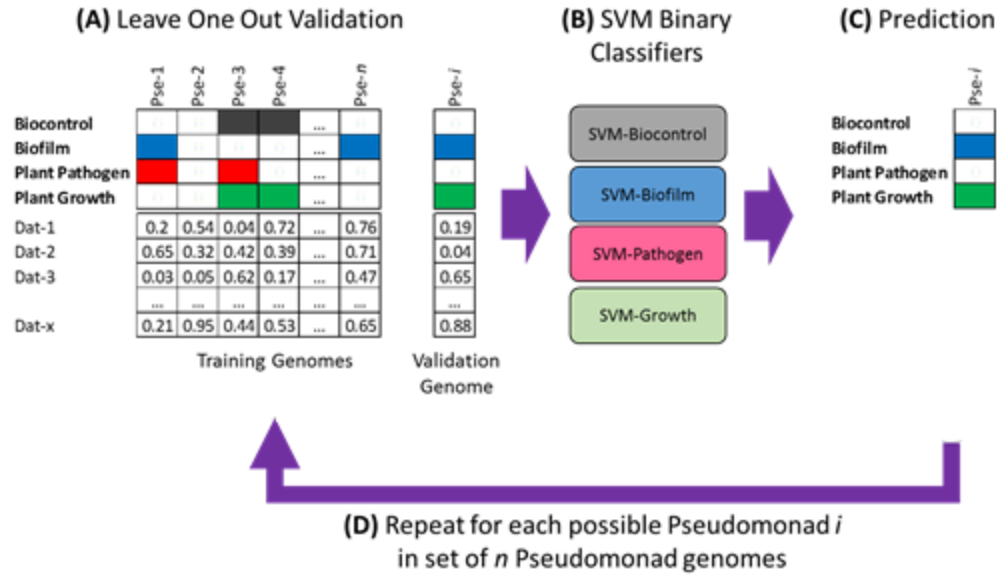 (A) Leave One Out Validation
(B) SVM Binary
Classifiers
(C) Prediction
Pse-1 Pse-2 Pse-3 Pse-4 Pse-n Pse-i
Pse-i
Biocontrol ...
Biofilm ...
Plant Pathogen ...
Plant Growth ...
Dat-1 0.2 0.54 0.04 0.72 ... 0.76 0.19
Dat-2 0.65 0.32 0.42 0.39 ... 0.71 0.04
Dat-3 0.03 0.05 0.62 0.17 ... 0.47 0.65
... ... ... ... ... ... ...
Dat-x 0.21 0.95 0.44 0.53 ... 0.65 0.88
Training Genomes
Validation
Genome
SVM-Biocontrol
SVM-Biofilm
SVM-Pathogen
SVM-Growth
Biocontrol
Biofilm
Plant Pathogen
Plant Growth
(D) Repeat for each possible Pseudomonad i
in set of n Pseudomonad genomes